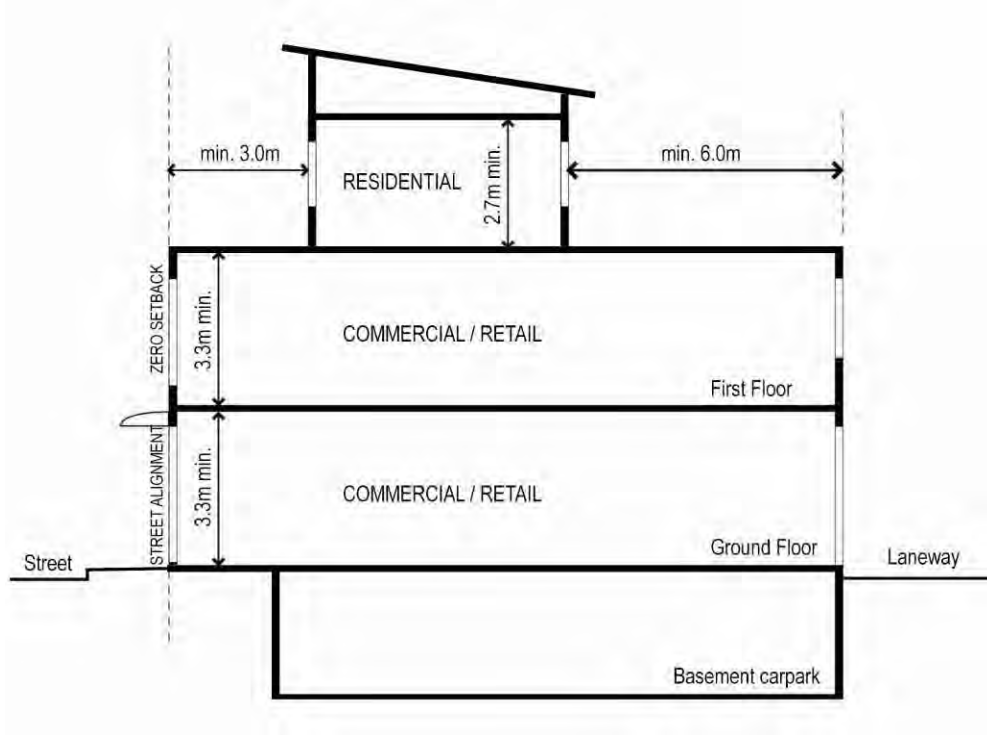 min. 3.0m
min. 6.0m
RESIDENTIAL
2.7m min.
ZERO SETBACK
3.3m min.
COMMERCIAL / RETAIL
First Floor
STREET ALIGNMENT
3.3m min.
COMMERCIAL / RETAIL
Ground Floor
Street
Laneway
Basement carpark